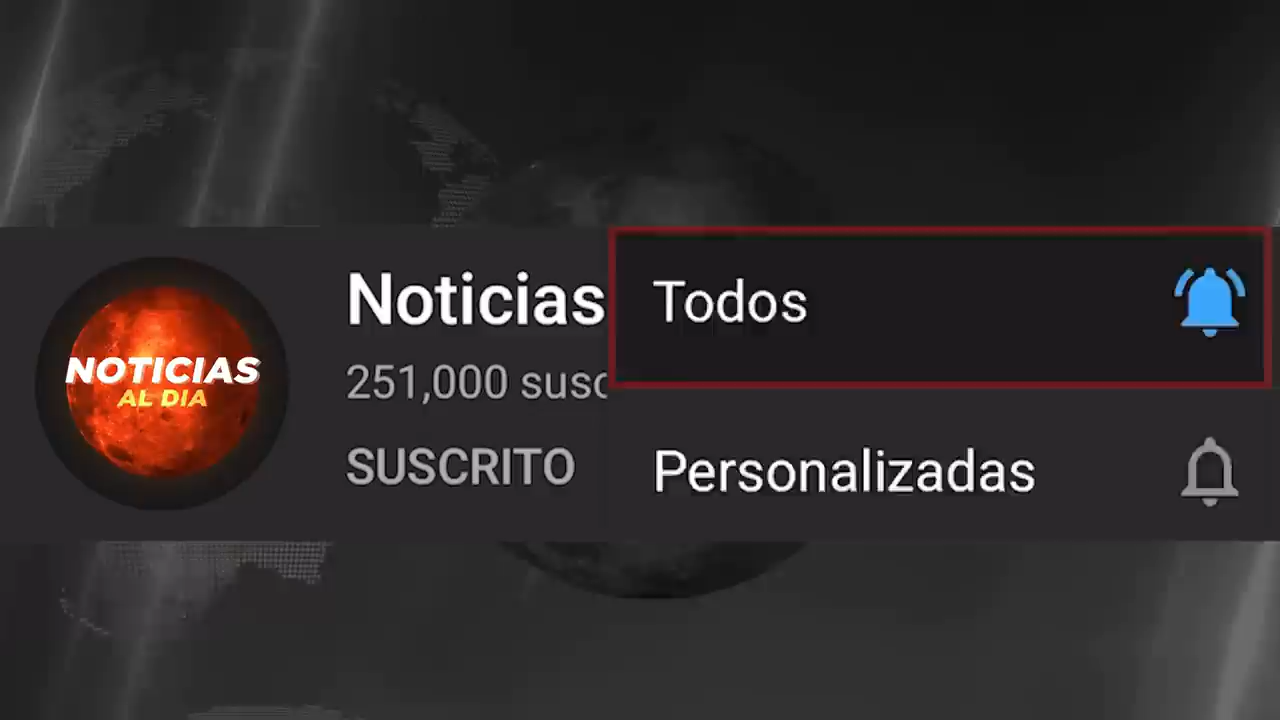 NOTICIAS
AL DIA
Noticias
251,000 susc
SUSCRITO
Todos
Personalizadas